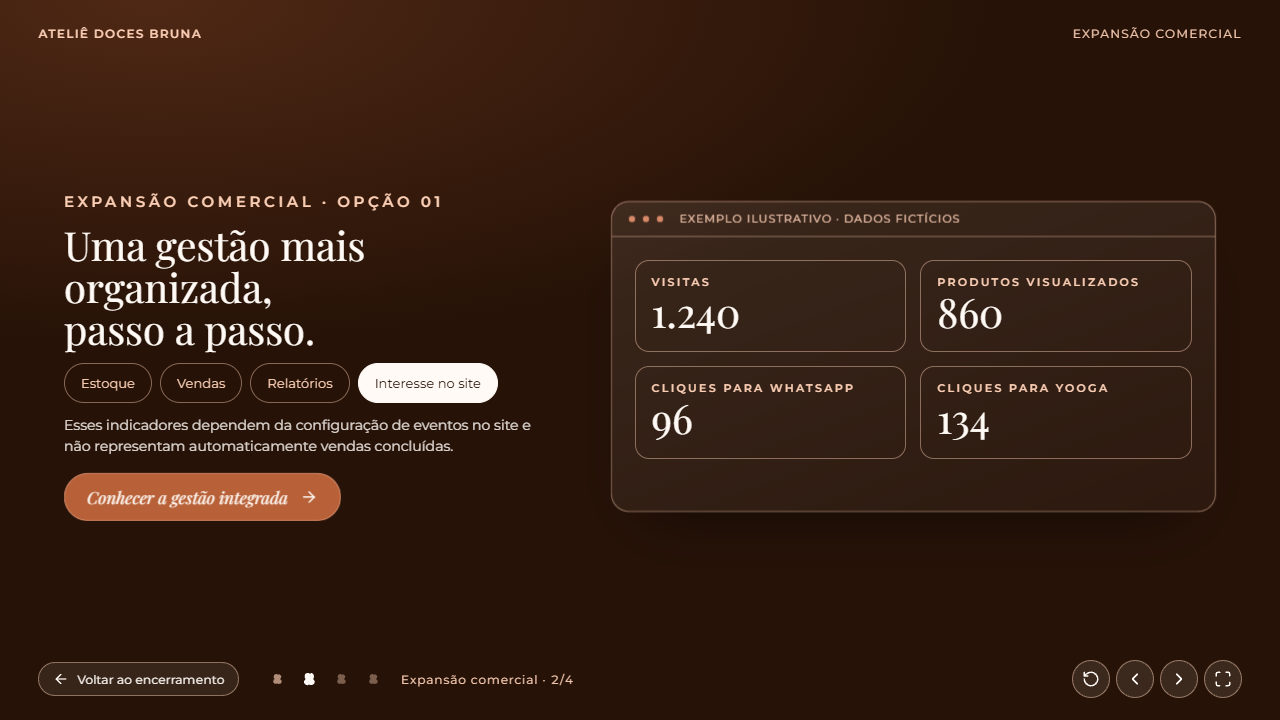 ATELIÊ DOCES BRUNA
EXPANSÃO COMERCIAL
EXPANSÃO COMERCIAL · OPÇÃO 01
Uma gestão mais
organizada,
passo a passo.
Estoque
Vendas
Relatórios
Interesse no site
Esses indicadores dependem da configuração de eventos no site e
não representam automaticamente vendas concluídas.
Conhecer a gestão integrada
EXEMPLO ILUSTRATIVO · DADOS FICTÍCIOS
VISITAS
1.240
PRODUTOS VISUALIZADOS
860
CLIQUES PARA WHATSAPP
96
CLIQUES PARA YOOGA
134
Voltar ao encerramento
Expansão comercial · 2/4